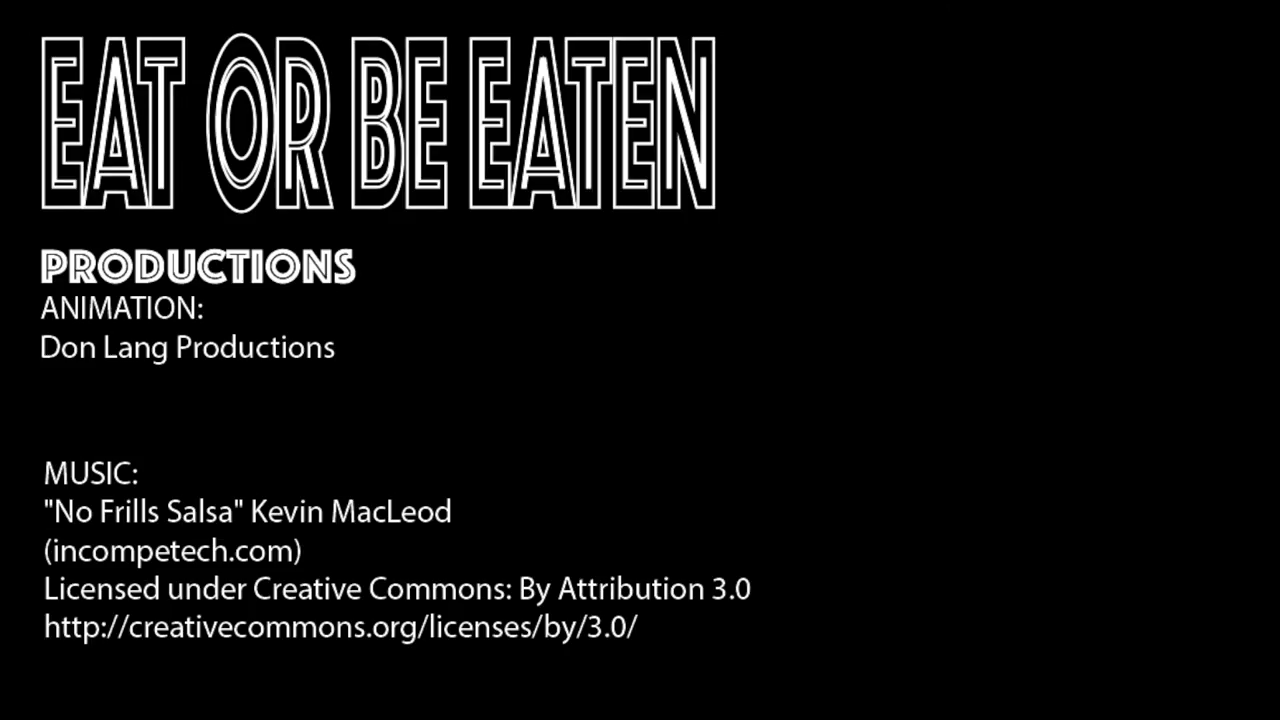 EAT OR BE EATEN
PRODUCTIONS
ANIMATION:
Don Lang Productions
MUSIC:
"No Frills Salsa" Kevin MacLeod
(incompetech.com)
Licensed under Creative Commons: By Attribution 3.0
http://creativecommons.org/licenses/by/3.0/